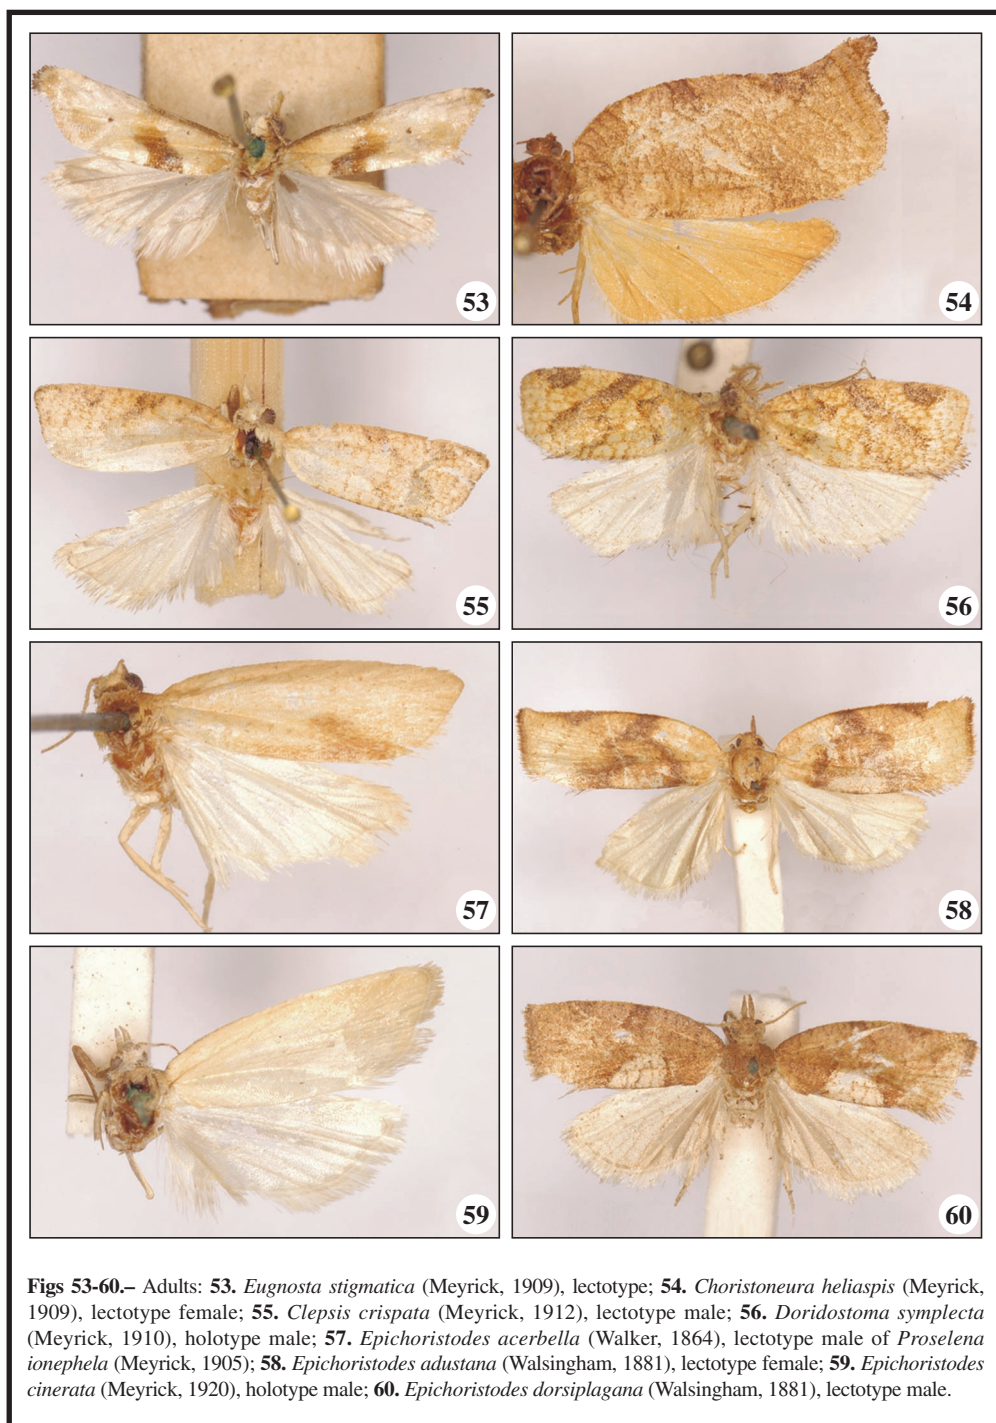 53
54
55
56
57
58
59
60
Figs 53-60.– Adults: 53. Eugnosta stigmatica (Meyrick, 1909), lectotype; 54. Choristoneura heliaspis (Meyrick,
1909), lectotype female; 55. Clepsis crispata (Meyrick, 1912), lectotype male; 56. Doridostoma symplecta
(Meyrick, 1910), holotype male; 57. Epichoristodes acerbella (Walker, 1864), lectotype male of Proselena
ionephela (Meyrick, 1905); 58. Epichoristodes adustana (Walsingham, 1881), lectotype female; 59. Epichoristodes
cinerata (Meyrick, 1920), holotype male; 60. Epichoristodes dorsiplagana (Walsingham, 1881), lectotype male.